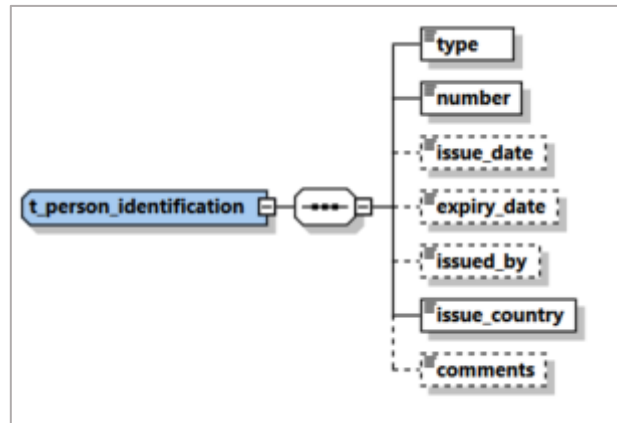 type
number
issue_date
t_person_identification
expiry_date
issued_by
issue_country
comments